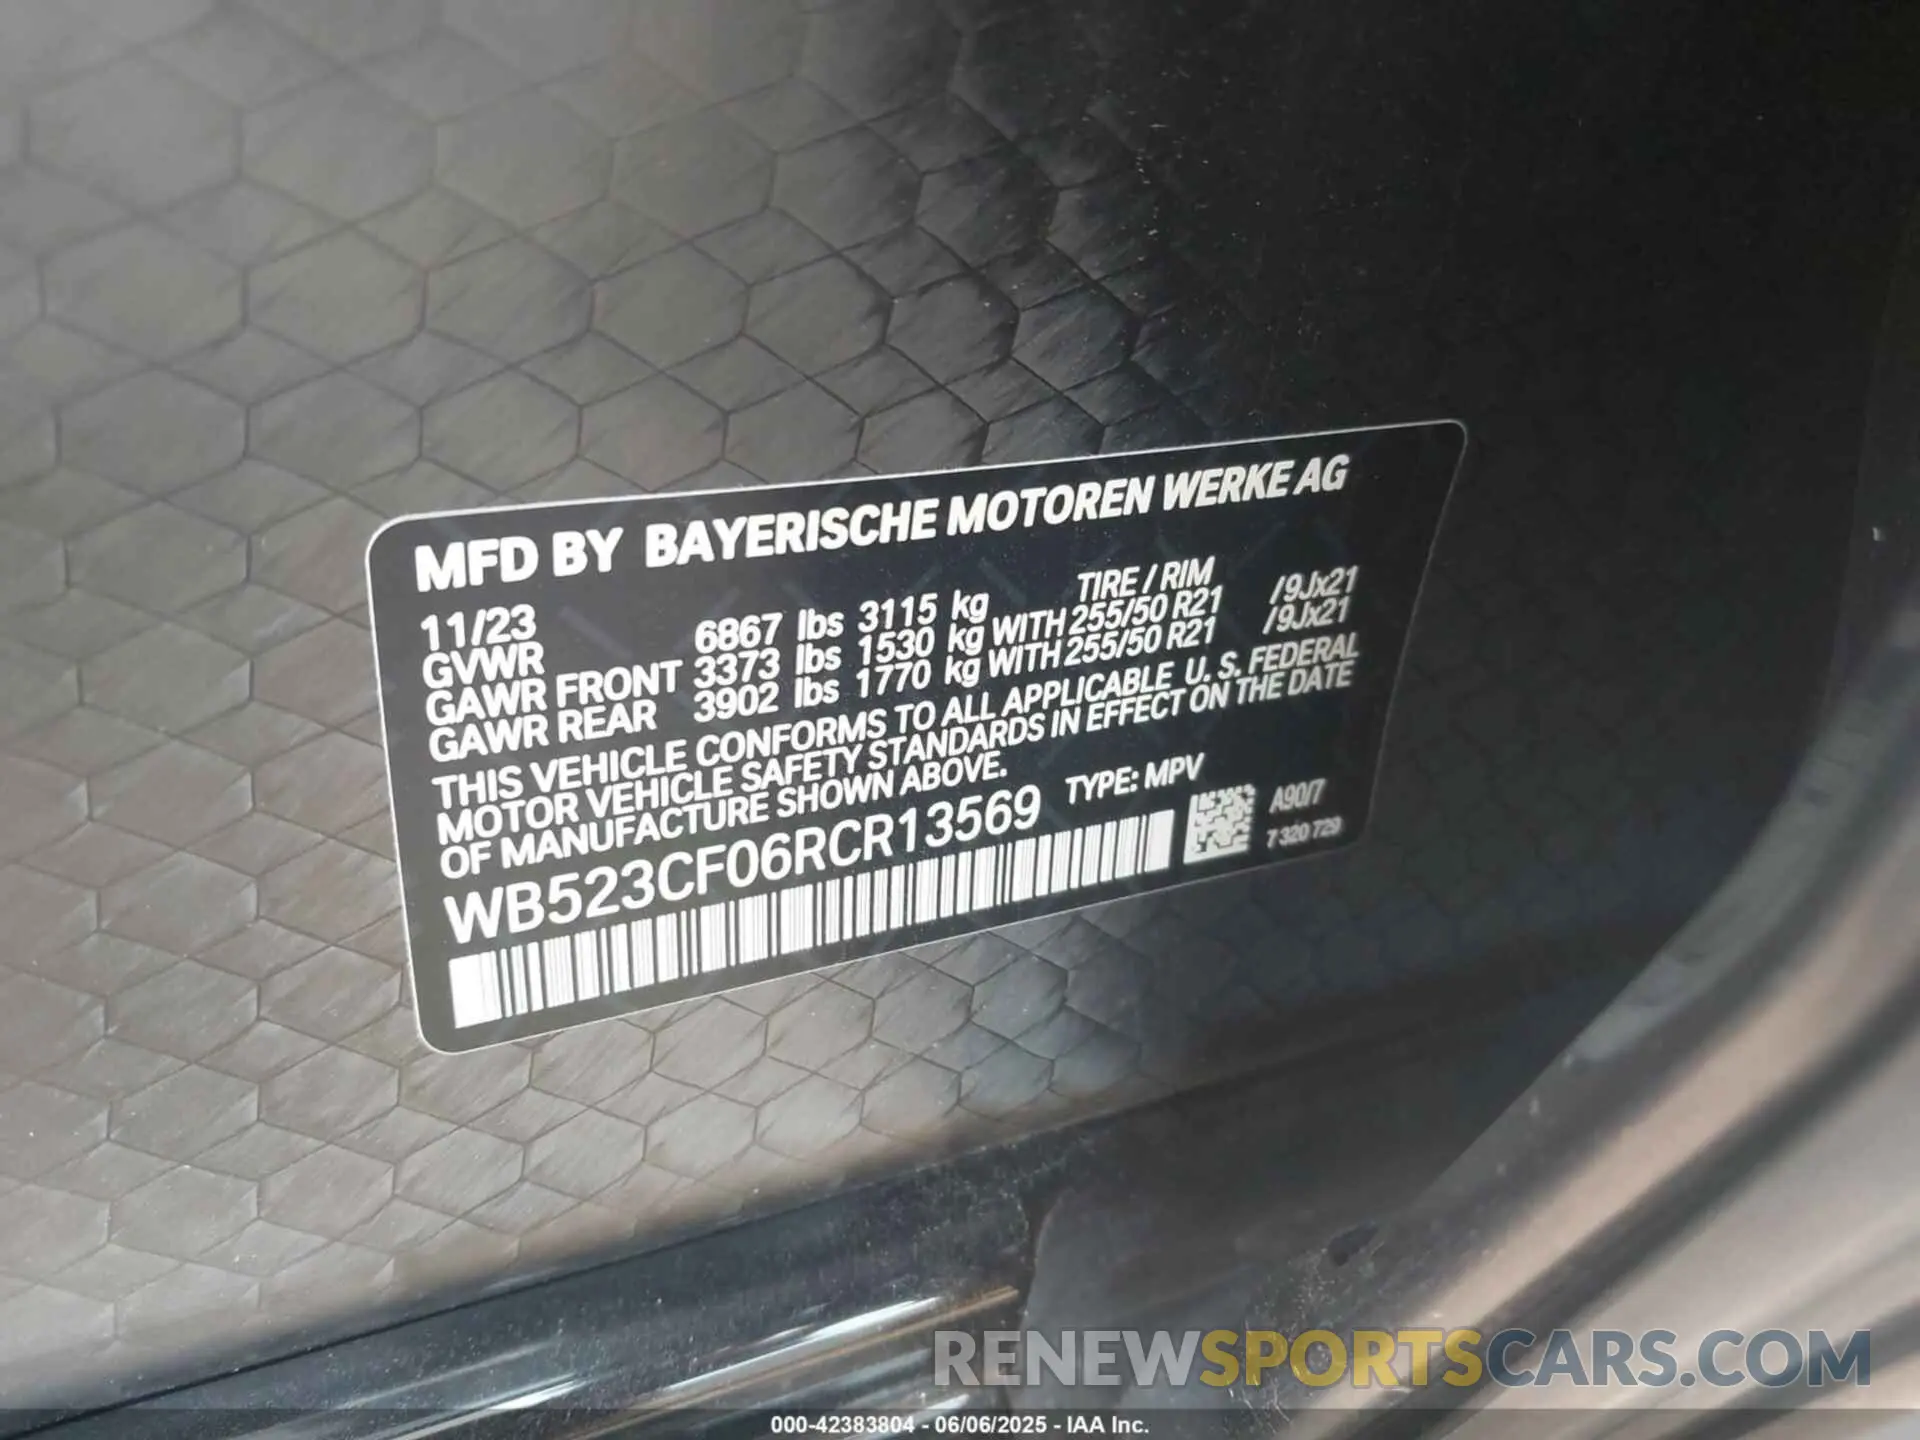 MFD BY BAYERISCHE MOTOREN WERKE AG
11/23 TIRE / RIM
GVWR 6867 lbs 3115 kg
GAWR FRONT 3373 lbs 1530 kg WITH 255/50 R21 /9Jx21
GAWR REAR 3902 lbs 1770 kg WITH 255/50 R21 /9Jx21
THIS VEHICLE CONFORMS TO ALL APPLICABLE U. S. FEDERAL
MOTOR VEHICLE SAFETY STANDARDS IN EFFECT ON THE DATE
OF MANUFACTURE SHOWN ABOVE.
WB523CF06RCR13569 TYPE: MPV
A90/7
7 320 729
RENEWSPORTSCARS.COM
000-42383804 - 06/06/2025 - IAA Inc.